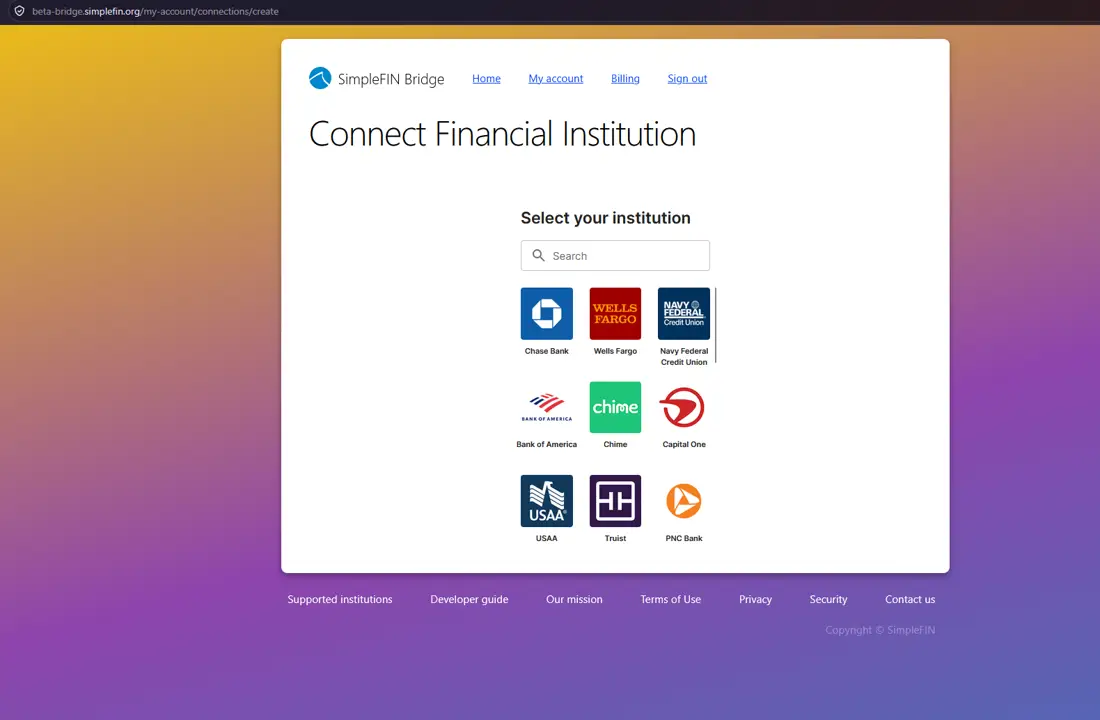 beta-bridge.simplefin.org/my-account/connections/create
SimpleFIN Bridge
Home
My account
Billing
Sign out
Connect Financial Institution
Select your institution
Search
WELLS
FARGO
NAVY
FEDERAL
Credit Union
Chase Bank
Wells Fargo
Navy Federal
Credit Union
BANK OF AMERICA
chime
Bank of America
Chime
Capital One
USAA
USAA
Truist
PNC Bank
Supported institutions
Developer guide
Our mission
Terms of Use
Privacy
Security
Contact us
Copyright © SimpleFIN